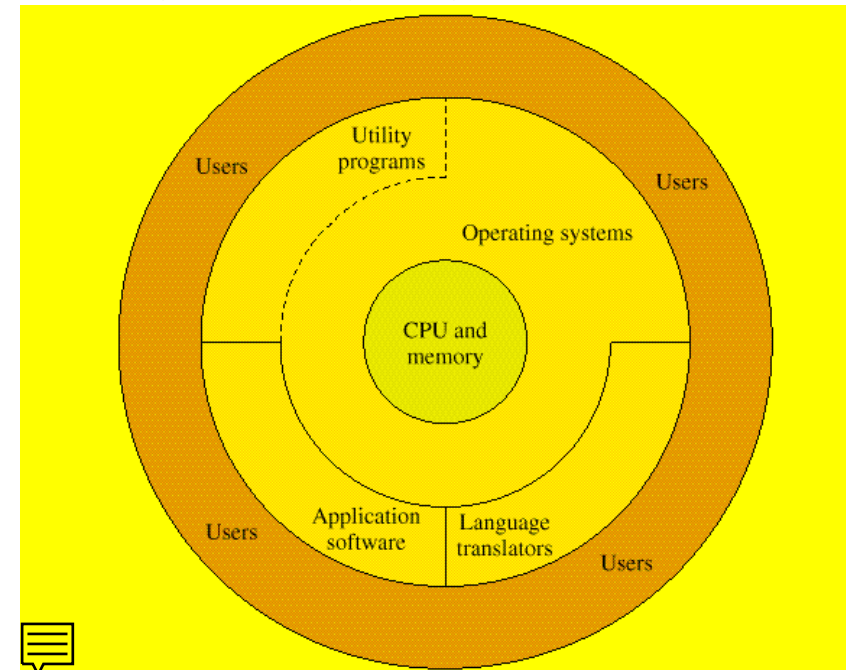 Utility
programs
Users
Users
Operating systems
CPU and
memory
Application
software
Language
translators
Users
Users